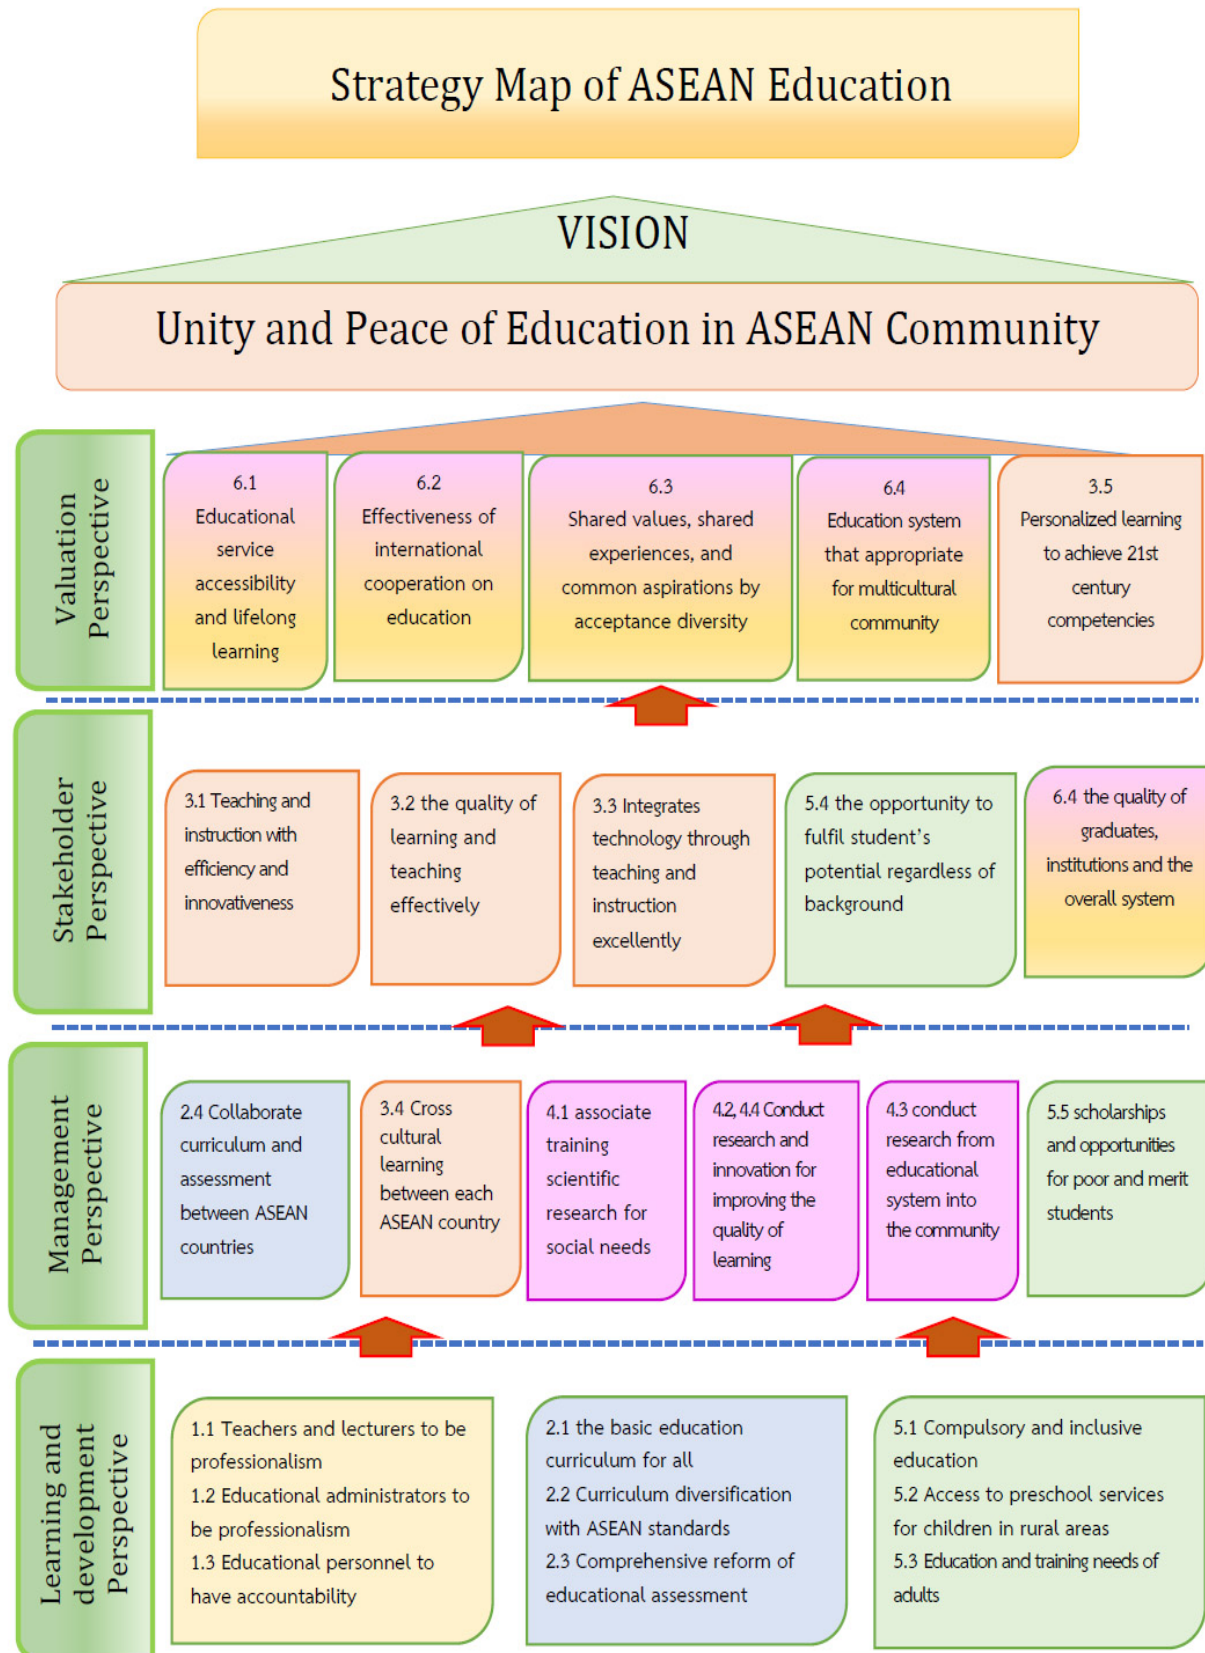 Strategy Map of ASEAN Education
VISION
Unity and Peace of Education in ASEAN Community
Valuation
Perspective
6.1
Educational
service
accessibility
and lifelong
learning
6.2
Effectiveness of
international
cooperation on
education
6.3
Shared values, shared
experiences, and
common aspirations by
acceptance diversity
6.4
Education system
that appropriate
for multicultural
community
3.5
Personalized learning
to achieve 21st
century
competencies
Stakeholder
Perspective
3.1 Teaching and
instruction with
efficiency and
innovativeness
3.2 the quality of
learning and
teaching
effectively
3.3 Integrates
technology through
teaching and
instruction
excellently
5.4 the opportunity to
fulfil student's
potential regardless of
background
6.4 the quality of
graduates,
institutions and the
overall system
Management
Perspective
2.4 Collaborate
curriculum and
assessment
between ASEAN
countries
3.4 Cross
cultural
learning
between each
ASEAN country
4.1 associate
training
scientific
research for
social needs
4.2, 4.4 Conduct
research and
innovation for
improving the
quality of
learning
4.3 conduct
research from
educational
system into
the community
5.5 scholarships
and opportunities
for poor and merit
students
Learning and
development
Perspective
1.1 Teachers and lecturers to be
professionalism
1.2 Educational administrators to
be professionalism
1.3 Educational personnel to
have accountability
2.1 the basic education
curriculum for all
2.2 Curriculum diversification
with ASEAN standards
2.3 Comprehensive reform of
educational assessment
5.1 Compulsory and inclusive
education
5.2 Access to preschool services
for children in rural areas
5.3 Education and training needs of
adults